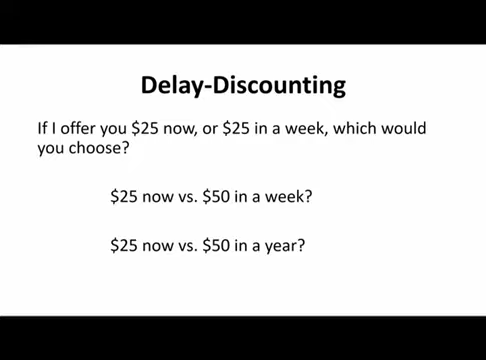 Delay-Discounting
If I offer you $25 now, or $25 in a week, which would
you choose?
$25 now vs. $50 in a week?
$25 now vs. $50 in a year?